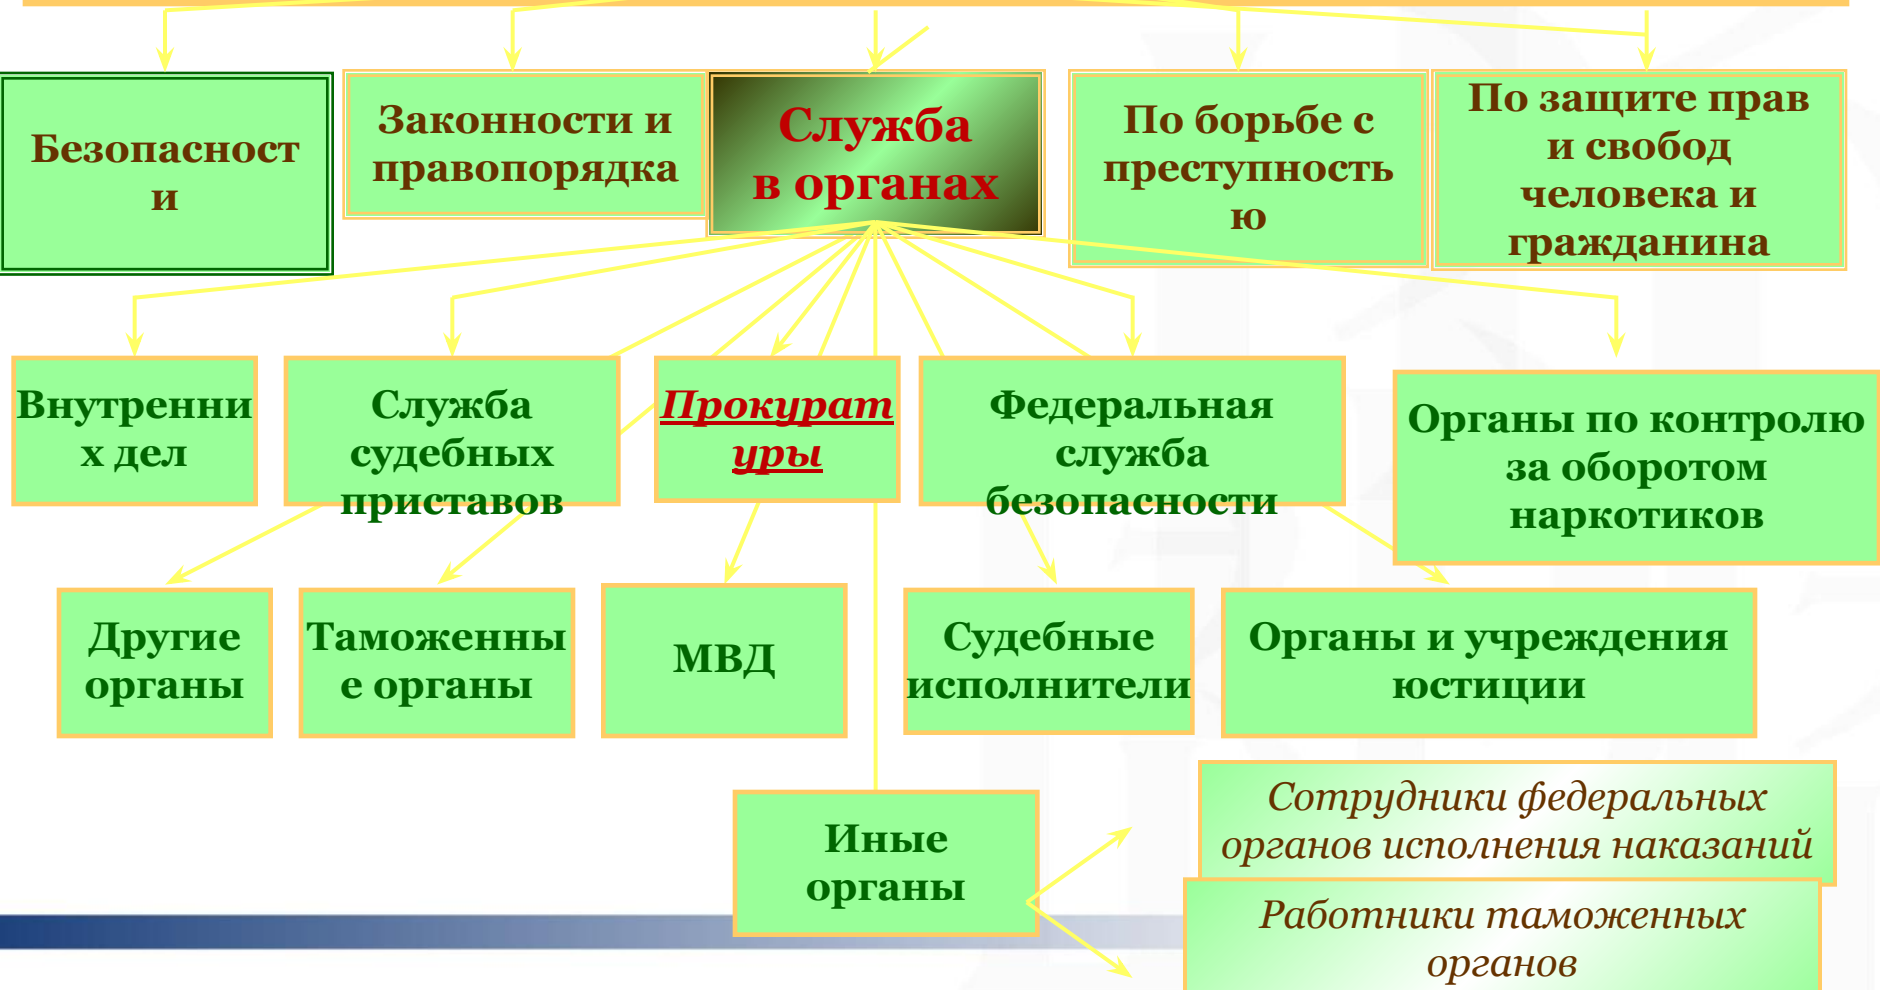 Безопасност
и
Законности и
правопорядка
Служба
в органах
По борьбе с
преступность
ю
По защите прав
и свобод
человека и
гражданина
Внутренни
х дел
Служба
судебных
приставов
Прокурат
уры
Федеральная
служба
безопасности
Органы по контролю
за оборотом
наркотиков
Другие
органы
Таможенны
е органы
МВД
Судебные
исполнители
Органы и учреждения
юстиции
Иные
органы
Сотрудники федеральных
органов исполнения наказаний
Работники таможенных
органов